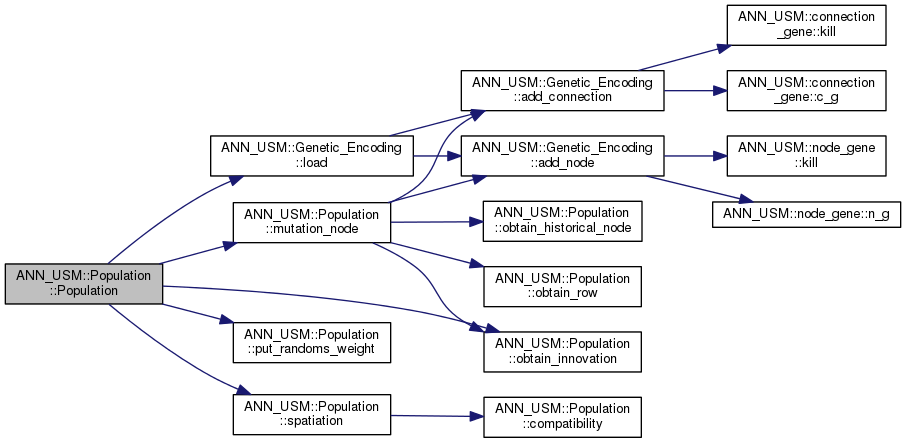 ANN_USM::Population
::Population
ANN_USM::Genetic_Encoding
::load
ANN_USM::Population
::mutation_node
ANN_USM::Population
::put_randoms_weight
ANN_USM::Population
::spatiation
ANN_USM::Genetic_Encoding
::add_connection
ANN_USM::Genetic_Encoding
::add_node
ANN_USM::Population
::obtain_historical_node
ANN_USM::Population
::obtain_row
ANN_USM::Population
::obtain_innovation
ANN_USM::Population
::compatibility
ANN_USM::connection
_gene::kill
ANN_USM::connection
_gene::c_g
ANN_USM::node_gene
::kill
ANN_USM::node_gene::n_g